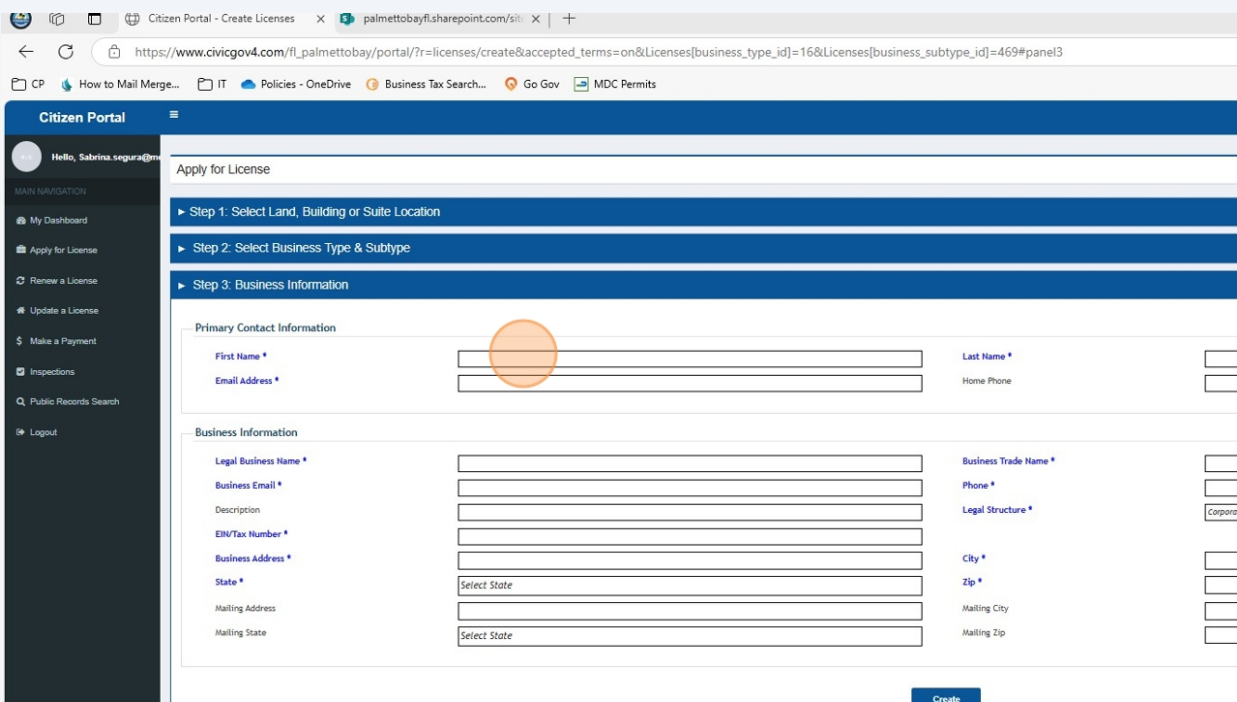 Citizen Portal - Create Licenses
palmettobayfl.sharepoint.com/sit
https://www.civicgov4.com/fl_palmettobay/portal/?r=licenses/create&accepted_terms=on&Licenses[business_type_id]=16&Licenses[business_subtype_id]=469#panel3
CP How to Mail Merge... IT Policies - OneDrive Business Tax Search... Go Gov MDC Permits
Citizen Portal
Hello, Sabrina.segura@m
MAIN NAVIGATION
My Dashboard
Apply for License
Renew a License
Update a License
Make a Payment
Inspections
Public Records Search
Logout
Apply for License
Step 1: Select Land, Building or Suite Location
Step 2: Select Business Type & Subtype
Step 3: Business Information
Primary Contact Information
First Name * Last Name *
Email Address * Home Phone
Business Information
Legal Business Name * Business Trade Name *
Business Email * Phone *
Description Legal Structure * Corpora
EIN/Tax Number *
Business Address * City *
State * Select State Zip *
Mailing Address Mailing City
Mailing State Select State Mailing Zip
Create